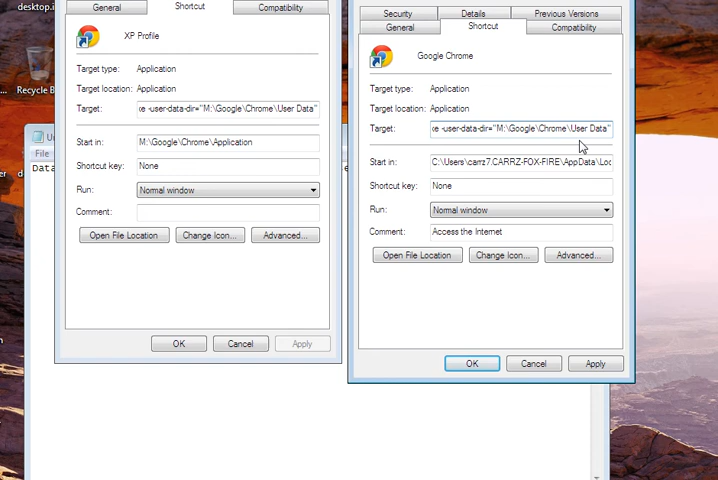 desktop.i
Recycle B
File
Data
General
Shortcut
Compatibility
XP Profile
Target type: Application
Target location: Application
Target: :e -user-data-dir="M:\Google\Chrome\User Data"
Start in: M:\Google\Chrome\Application
Shortcut key: None
Run: Normal window
Comment:
Open File Location Change Icon... Advanced...
OK Cancel Apply
Security Details Previous Versions
General Shortcut Compatibility
Google Chrome
Target type: Application
Target location: Application
Target: :e -user-data-dir="M:\Google\Chrome\User Data"
Start in: C:\Users\carrz7.CARRZ-FOX-FIRE\AppData\Loc
Shortcut key: None
Run: Normal window
Comment: Access the Internet
Open File Location Change Icon... Advanced...
OK Cancel Apply